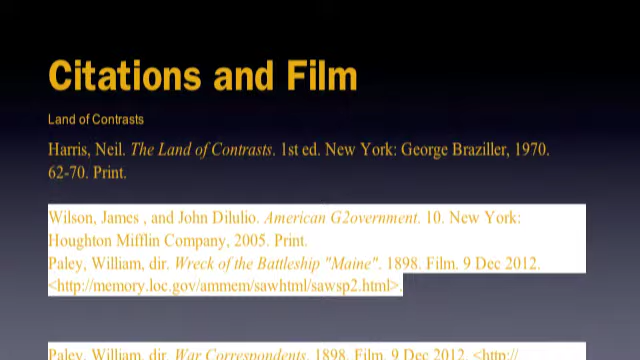 Citations and Film
Land of Contrasts
Harris, Neil. The Land of Contrasts. 1st ed. New York: George Braziller, 1970.
62-70. Print.
Wilson, James , and John Dilulio. American G2overnment. 10. New York:
Houghton Mifflin Company, 2005. Print.
Paley, William, dir. Wreck of the Battleship "Maine". 1898. Film. 9 Dec 2012.
<http://memory.loc.gov/ammem/sawhtml/sawsp2.html>.
Paley, William, dir. War Correspondents. 1898. Film. 9 Dec 2012. <http://